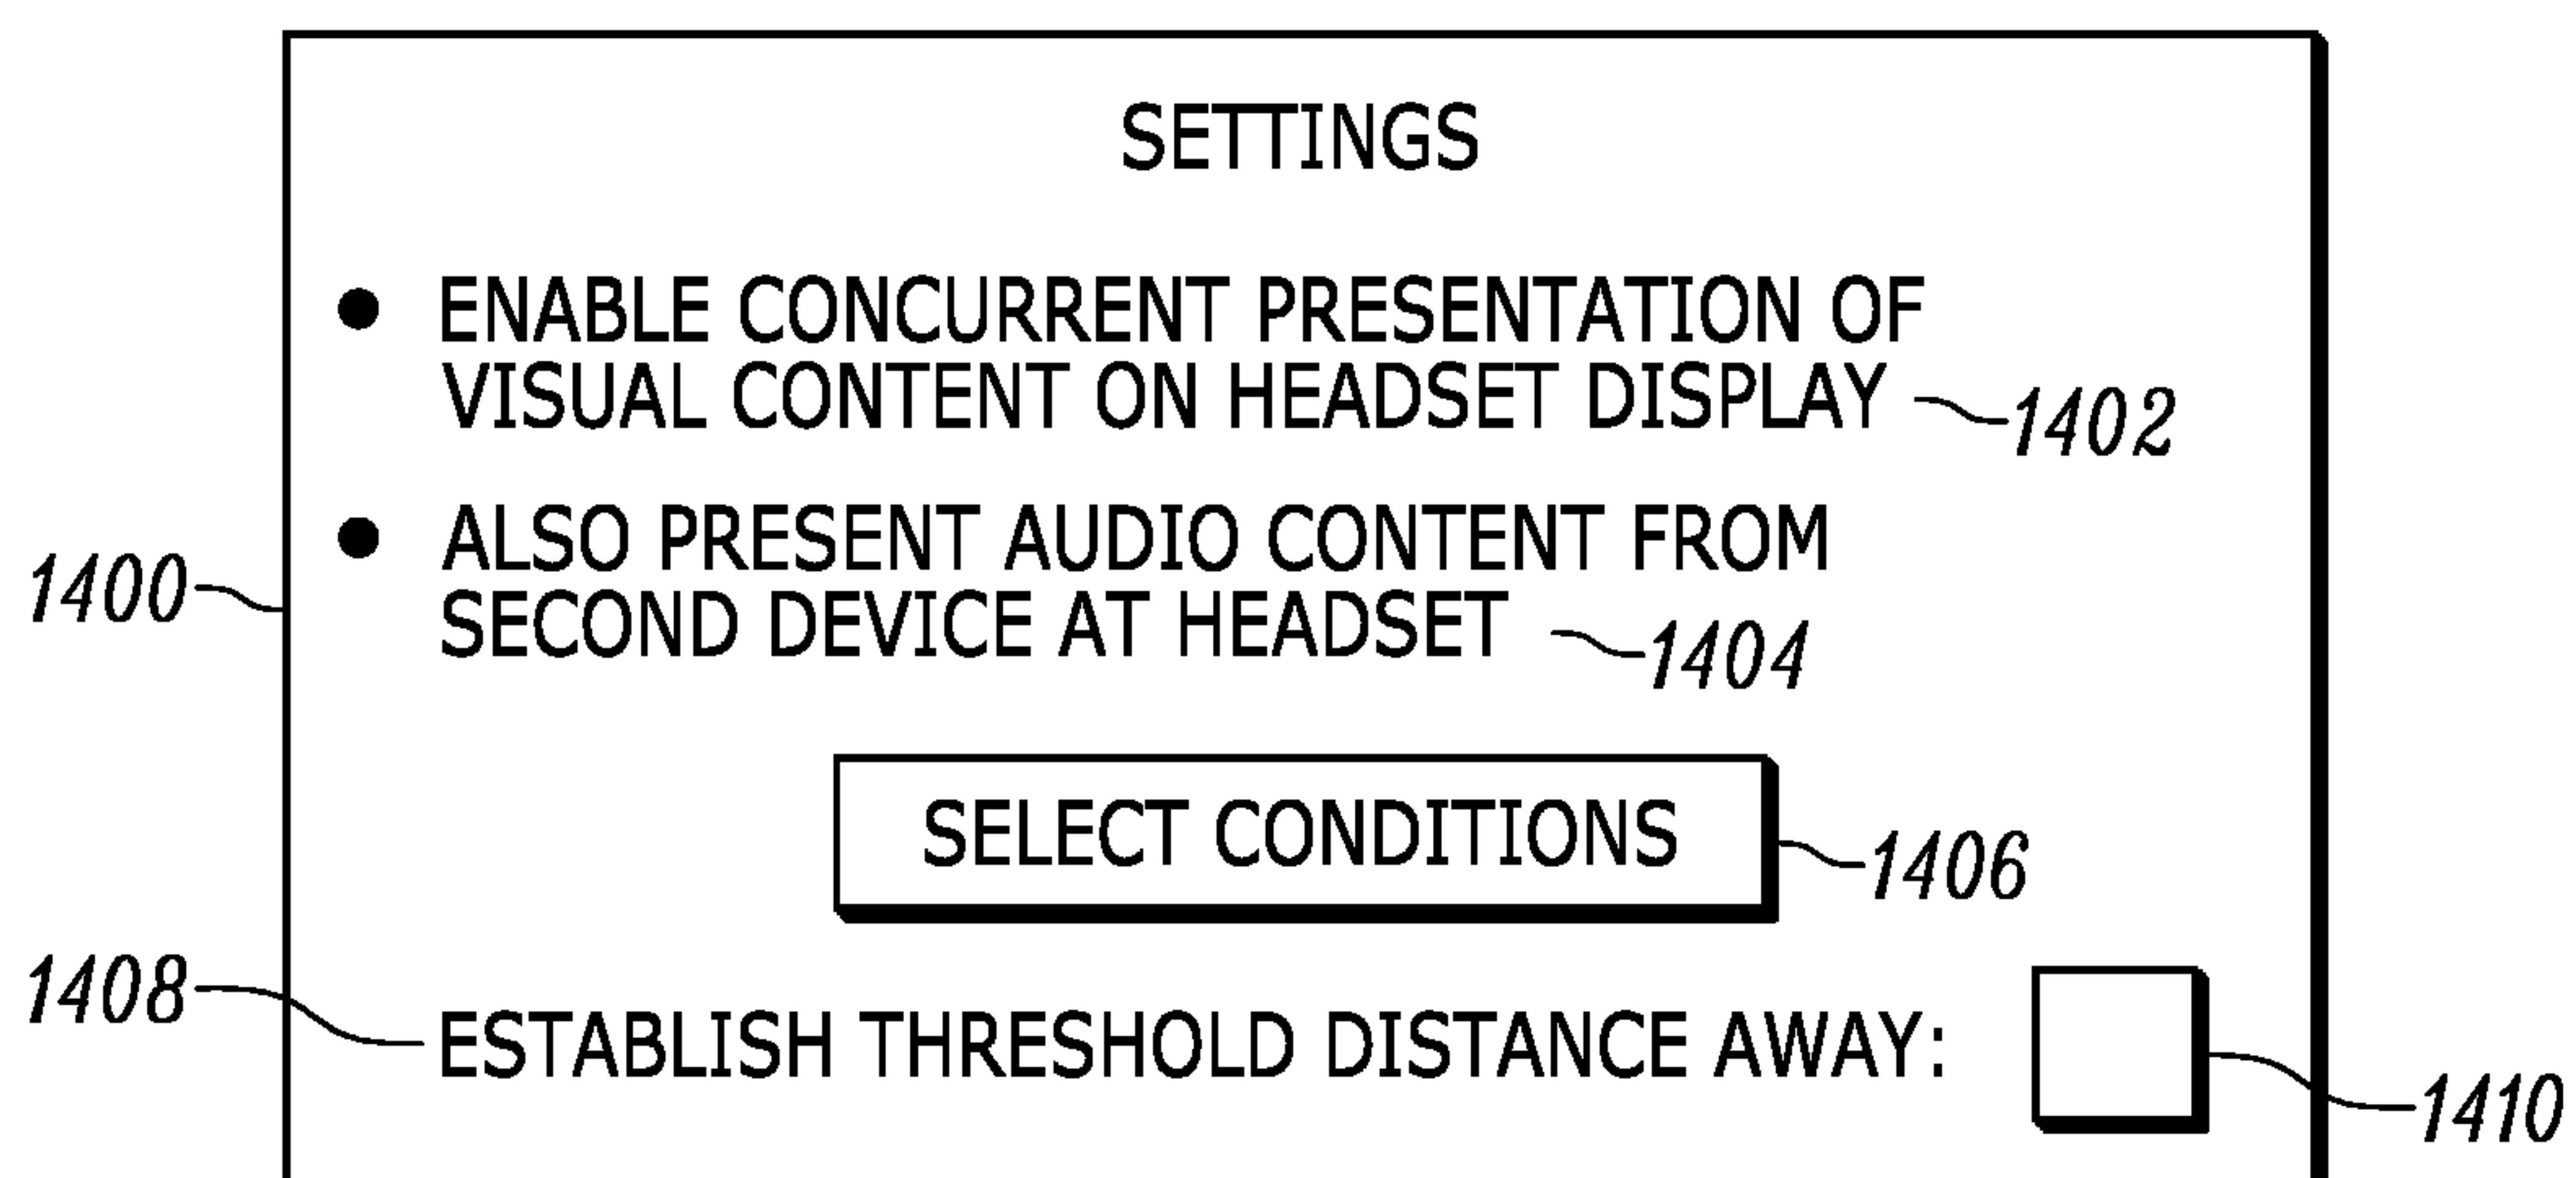 SETTINGS
• ENABLE CONCURRENT PRESENTATION OF
VISUAL CONTENT ON HEADSET DISPLAY 1402
• ALSO PRESENT AUDIO CONTENT FROM
1400
SECOND DEVICE AT HEADSET 1404
SELECT CONDITIONS 1406
1408
ESTABLISH THRESHOLD DISTANCE AWAY:
1410